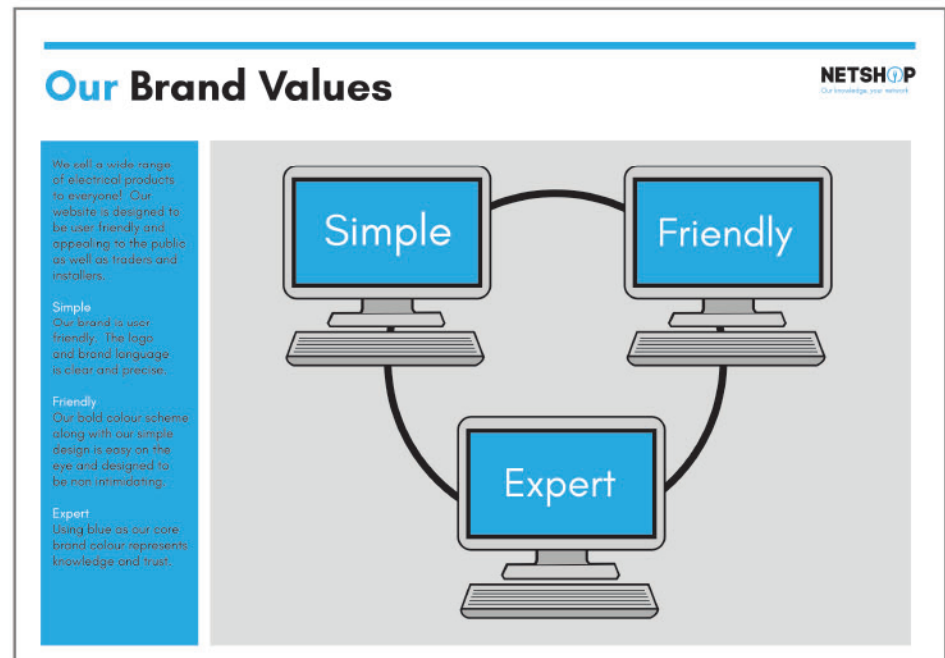 Our Brand Values
NETSHOP
Our knowledge, your network
We sell a wide range
of electrical products
to everyone! Our
website is designed to
be user friendly and
appealing to the public
as well as traders and
installers.
Simple
Our brand is user
friendly. The logo
and brand language
is clear and precise.
Friendly
Our bold colour scheme
along with our simple
design is easy on the
eye and designed to
be non intimidating.
Expert
Using blue as our core
brand colour represents
knowledge and trust.
Simple
Friendly
Expert